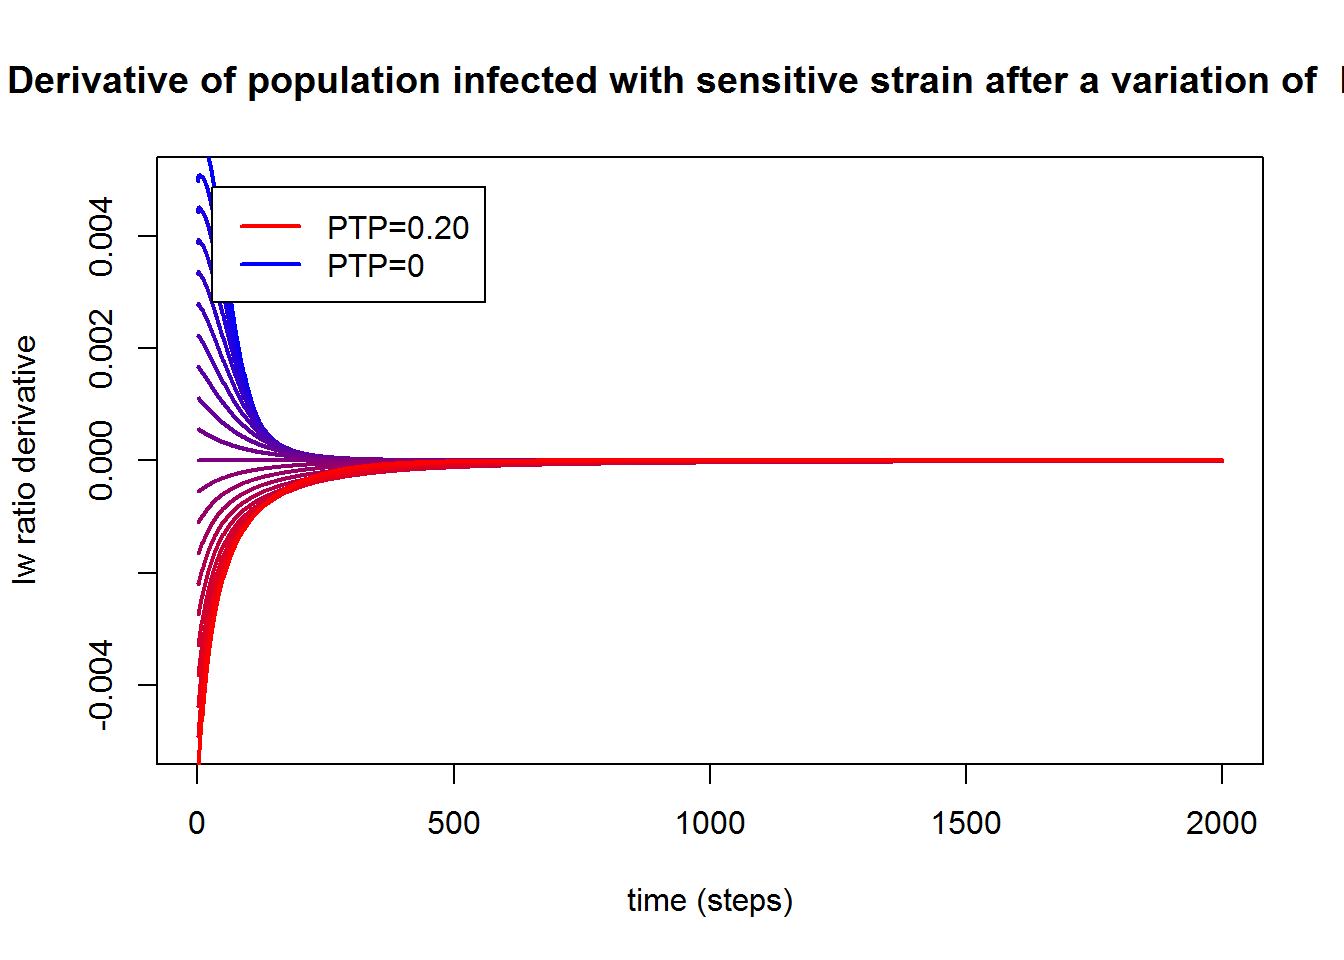 Derivative of population infected with sensitive strain after a variation of
PTP=0.20
PTP=0
Iw ratio derivative
0.004
0.002
0.000
-0.004
0
500
1000
1500
2000
time (steps)